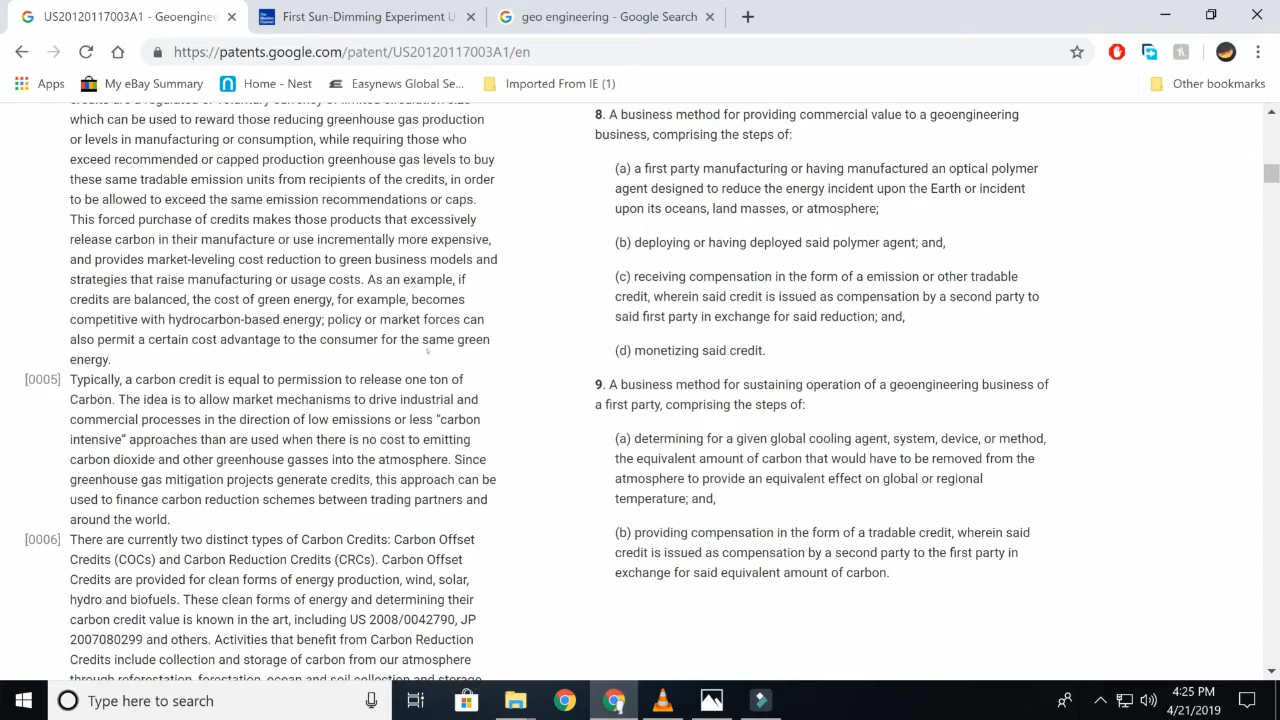 US20120117003A1 - Geoengine
First Sun-Dimming Experiment U
geo engineering - Google Search
https://patents.google.com/patent/US20120117003A1/en
Apps
My eBay Summary
Home - Nest
Easynews Global Se...
Imported From IE (1)
Other bookmarks
which can be used to reward those reducing greenhouse gas production
or levels in manufacturing or consumption, while requiring those who
exceed recommended or capped production greenhouse gas levels to buy
these same tradable emission units from recipients of the credits, in order
to be allowed to exceed the same emission recommendations or caps.
This forced purchase of credits makes those products that excessively
release carbon in their manufacture or use incrementally more expensive,
and provides market-leveling cost reduction to green business models and
strategies that raise manufacturing or usage costs. As an example, if
credits are balanced, the cost of green energy, for example, becomes
competitive with hydrocarbon-based energy; policy or market forces can
also permit a certain cost advantage to the consumer for the same green
energy.
[0005] Typically, a carbon credit is equal to permission to release one ton of
Carbon. The idea is to allow market mechanisms to drive industrial and
commercial processes in the direction of low emissions or less “carbon
intensive” approaches than are used when there is no cost to emitting
carbon dioxide and other greenhouse gasses into the atmosphere. Since
greenhouse gas mitigation projects generate credits, this approach can be
used to finance carbon reduction schemes between trading partners and
around the world.
[0006] There are currently two distinct types of Carbon Credits: Carbon Offset
Credits (COCs) and Carbon Reduction Credits (CRCs). Carbon Offset
Credits are provided for clean forms of energy production, wind, solar,
hydro and biofuels. These clean forms of energy and determining their
carbon credit value is known in the art, including US 2008/0042790, JP
2007080299 and others. Activities that benefit from Carbon Reduction
Credits include collection and storage of carbon from our atmosphere
through reforestation, forestation, ocean and soil collection and storage
8. A business method for providing commercial value to a geoengineering
business, comprising the steps of:
(a) a first party manufacturing or having manufactured an optical polymer
agent designed to reduce the energy incident upon the Earth or incident
upon its oceans, land masses, or atmosphere;
(b) deploying or having deployed said polymer agent; and,
(c) receiving compensation in the form of a emission or other tradable
credit, wherein said credit is issued as compensation by a second party to
said first party in exchange for said reduction; and,
(d) monetizing said credit.
9. A business method for sustaining operation of a geoengineering business of
a first party, comprising the steps of:
(a) determining for a given global cooling agent, system, device, or method,
the equivalent amount of carbon that would have to be removed from the
atmosphere to provide an equivalent effect on global or regional
temperature; and,
(b) providing compensation in the form of a tradable credit, wherein said
credit is issued as compensation by a second party to the first party in
exchange for said equivalent amount of carbon.
Type here to search
4:25 PM
4/21/2019